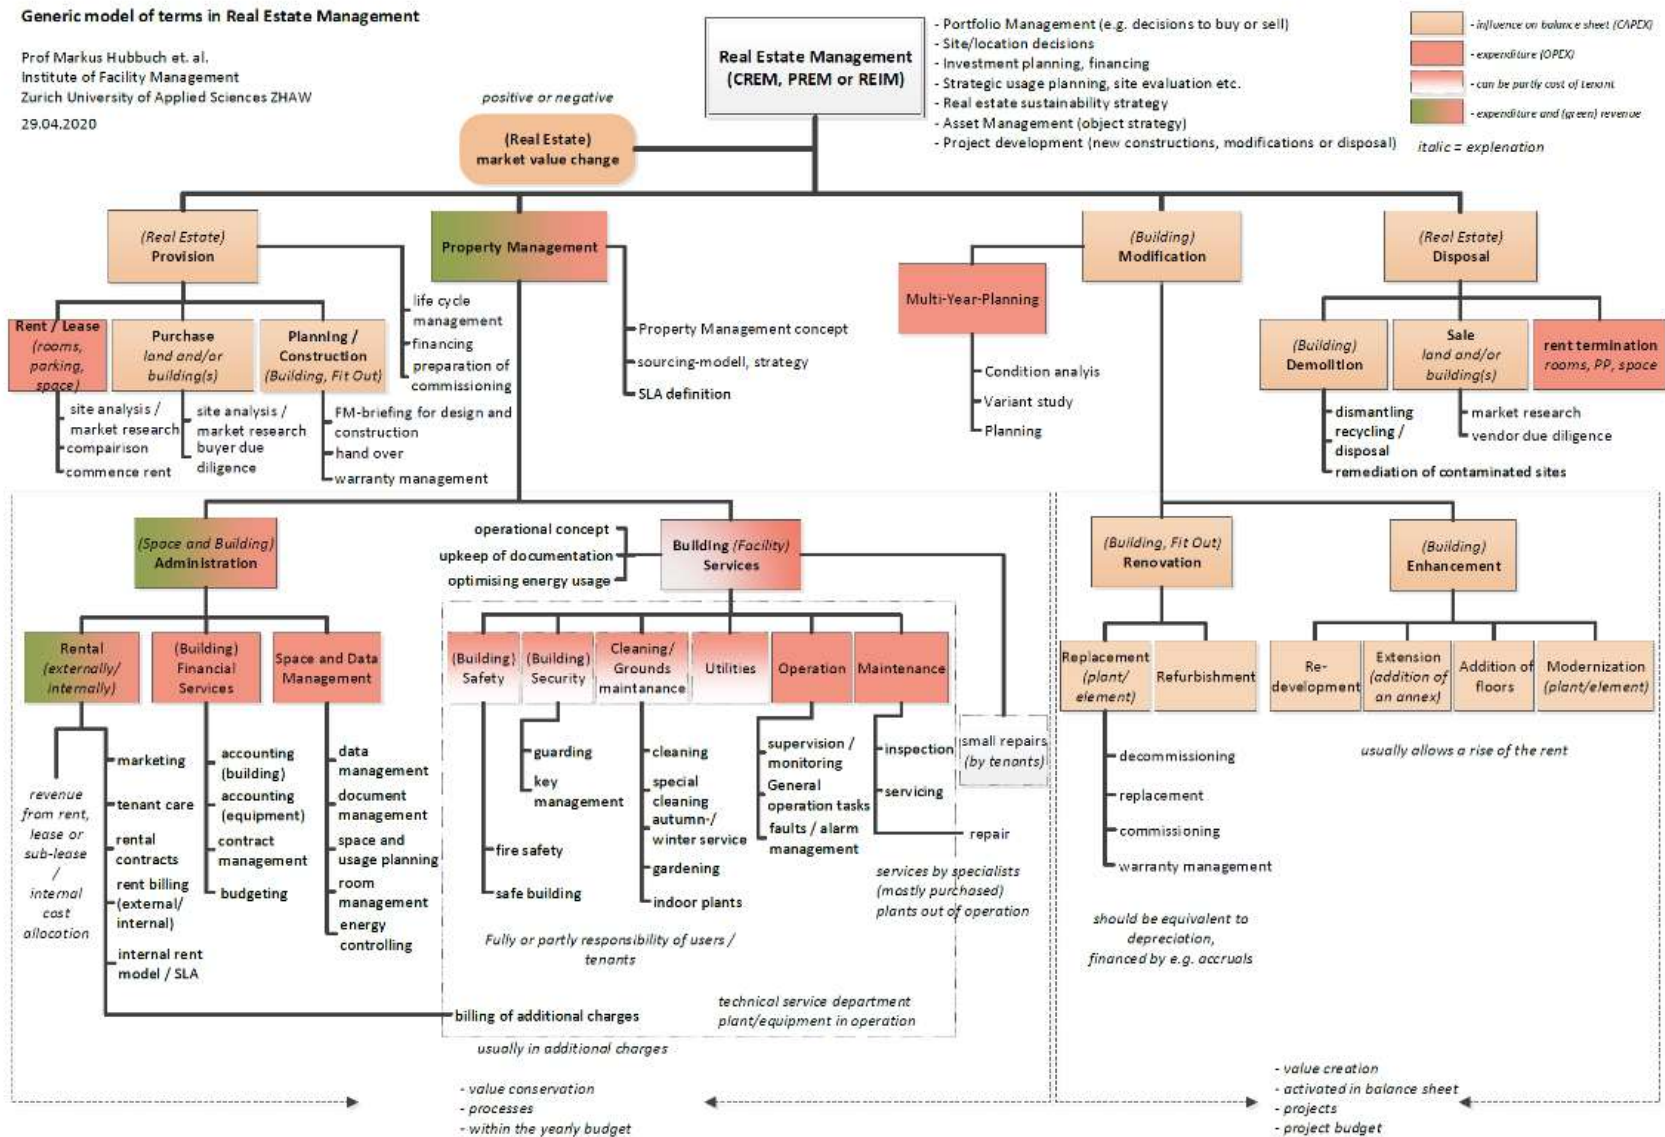 Generic model of terms in Real Estate Management
Prof Markus Hubbuch et. al.
Institute of Facility Management
Zurich University of Applied Sciences ZHAW
29.04.2020
Real Estate Management
(CREM, PREM or REIM)
- Portfolio Management (e.g. decisions to buy or sell)
- Site/location decisions
- Investment planning, financing
- Strategic usage planning, site evaluation etc.
- Real estate sustainability strategy
- Asset Management (object strategy)
- Project development (new constructions, modifications or disposal)
- influence on balance sheet (CAPEX)
- expenditure (OPEX)
- can be partly cost of tenant
- expenditure and (green) revenue
italic = explenation
positive or negative
(Real Estate)
market value change
(Real Estate)
Provision
Property Management
(Building)
Modification
(Real Estate)
Disposal
Rent / Lease
(rooms,
parking,
space)
Purchase
land and/or
building(s)
Planning /
Construction
(Building, Fit Out)
life cycle
management
financing
preparation of
commissioning
site analysis /
market research
compairison
commence rent
site analysis /
market research
buyer due
diligence
FM-briefing for design and
construction
hand over
warranty management
Property Management concept
sourcing-modell, strategy
SLA definition
Multi-Year-Planning
Condition analyis
Variant study
Planning
(Building)
Demolition
Sale
land and/or
building(s)
rent termination
rooms, PP, space
dismantling
recycling /
disposal
remediation of contaminated sites
market research
vendor due diligence
(Space and Building)
Administration
operational concept
upkeep of documentation
optimising energy usage
Building (Facility)
Services
(Building, Fit Out)
Renovation
(Building)
Enhancement
Rental
(externally/
internally)
(Building)
Financial
Services
Space and Data
Management
(Building)
Safety
(Building)
Security
Cleaning/
Grounds
maintanance
Utilities
Operation
Maintenance
Replacement
(plant/
element)
Refurbishment
Re-
development
Extension
(addition of
an annex)
Addition of
floors
Modernization
(plant/element)
revenue
from rent,
lease or
sub-lease
/
internal
cost
allocation
marketing
tenant care
rental
contracts
rent billing
(external/
internal)
internal rent
model / SLA
accounting
(building)
accounting
(equipment)
contract
management
budgeting
data
management
document
management
space and
usage planning
room
management
energy
controlling
fire safety
safe building
guarding
key
management
cleaning
special
cleaning
autumn-/
winter service
gardening
indoor plants
supervision /
monitoring
General
operation tasks
faults / alarm
management
inspection
servicing
repair
small repairs
(by tenants)
services by specialists
(mostly purchased)
plants out of operation
Fully or partly responsibility of users /
tenants
technical service department
plant/equipment in operation
billing of additional charges
usually in additional charges
- value conservation
- processes
- within the yearly budget
decommissioning
replacement
commissioning
warranty management
should be equivalent to
depreciation,
financed by e.g. accruals
usually allows a rise of the rent
- value creation
- activated in balance sheet
- projects
- project budget